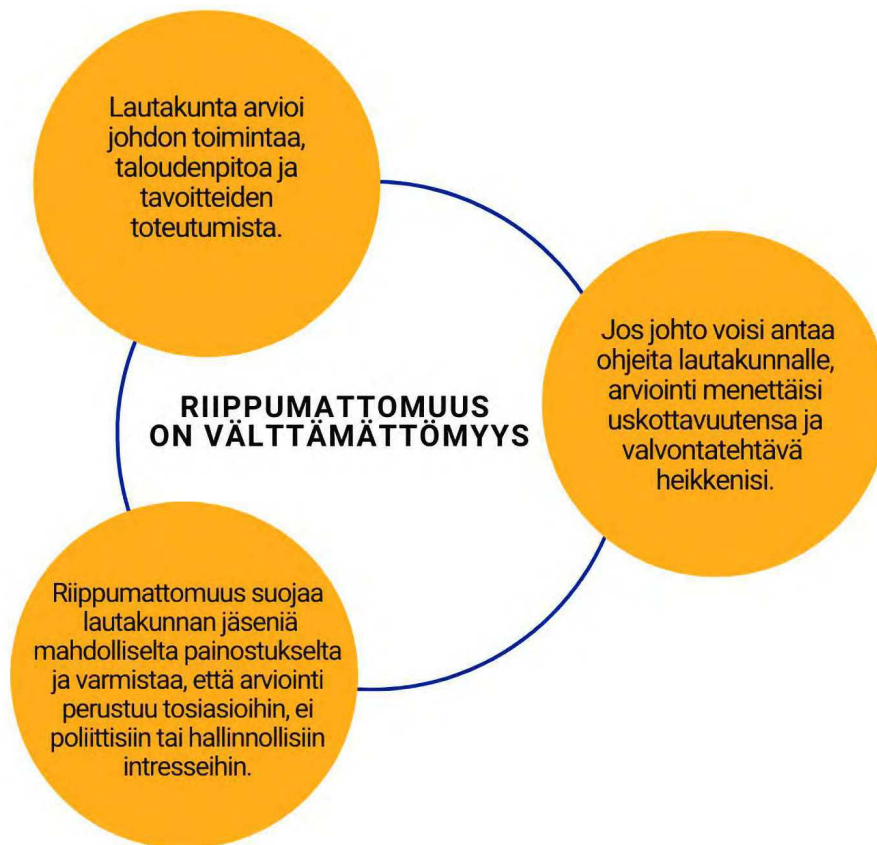 Lautakunta arvioi
johdon toimintaa,
taloudenpitoa ja
tavoitteiden
toteutumista.
Jos johto voisi antaa
ohjeita lautakunnalle,
arviointi menettäisi
uskottavuutensa ja
valvontatehtävä
heikkenisi.
RIIPPUMATTOMUUS
ON VÄLTTÄMÄTTÖMYYS
Riippumattomuus suojaa
lautakunnan jäseniä
mahdolliselta painostukselta
ja varmistaa, että arviointi
perustuu tosiasioihin, ei
poliittisiin tai hallinnollisiin
intresseihin.